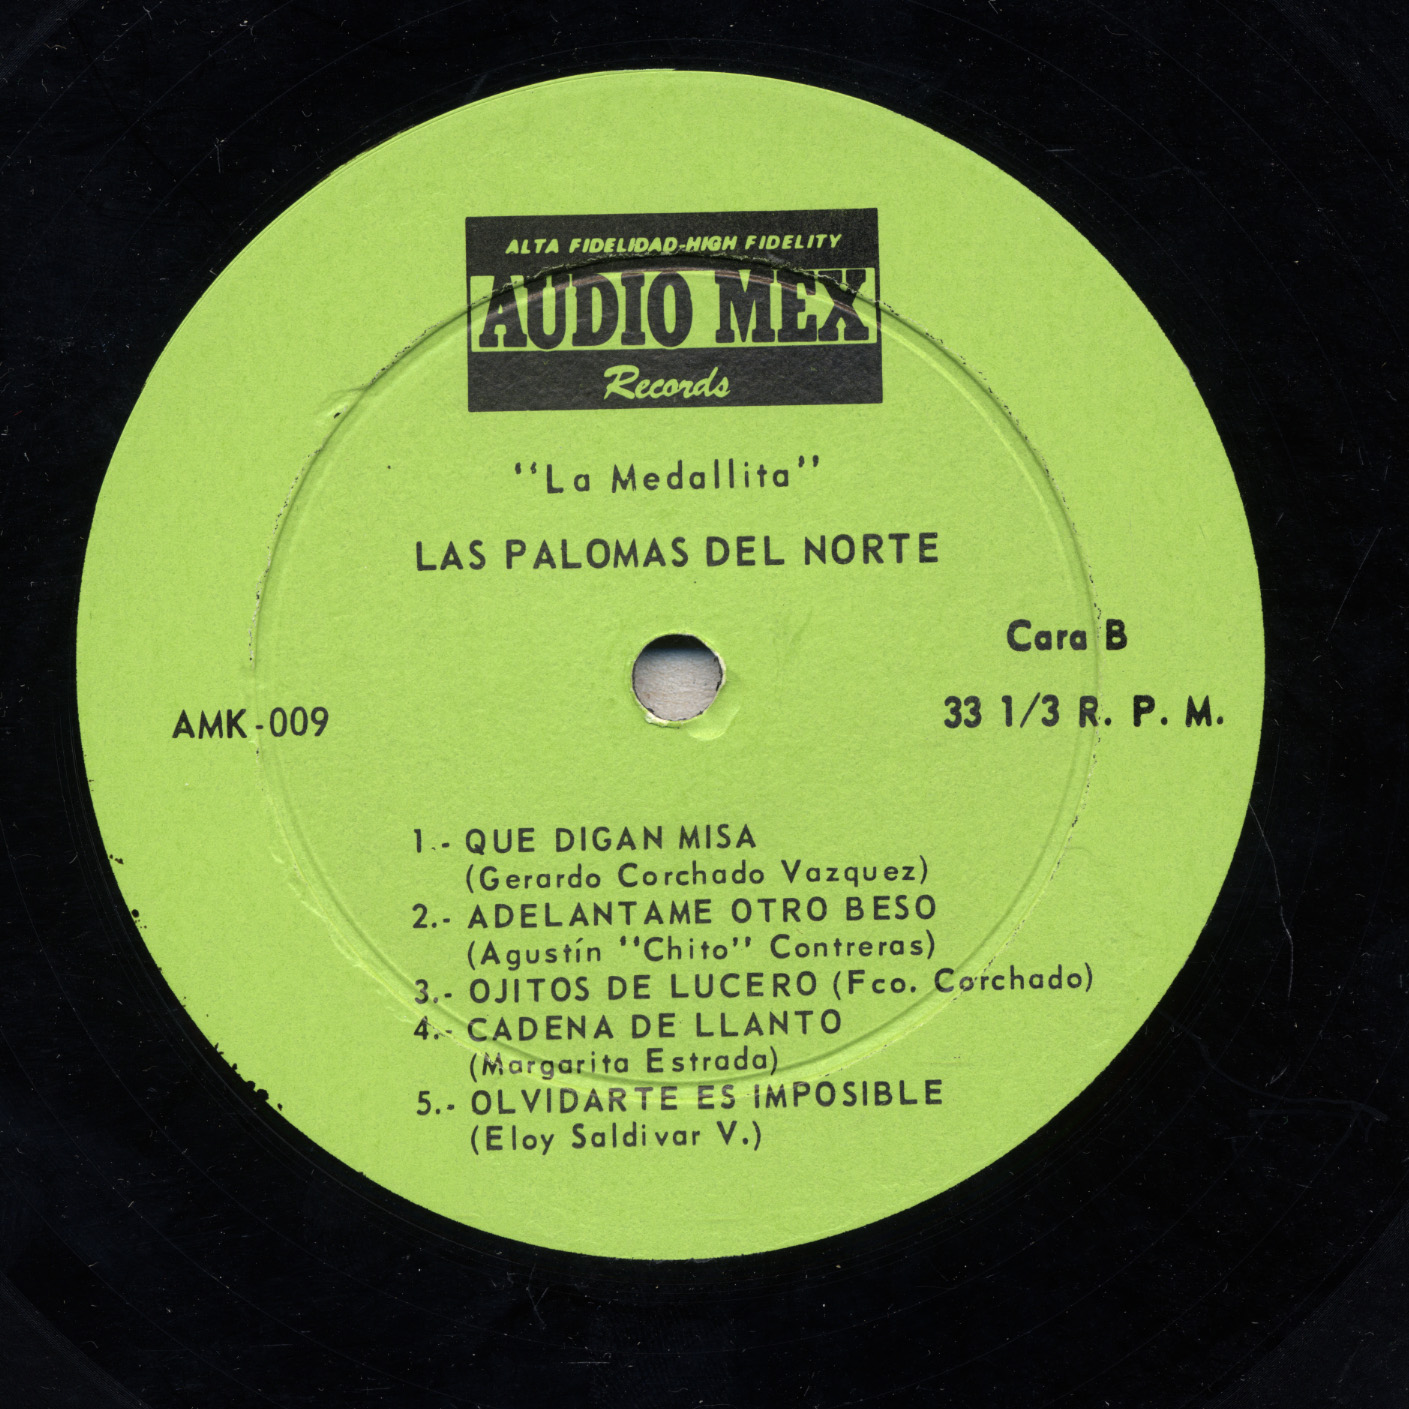 ALTA FIDELIDAD-HIGH FIDELITY
AUDIO MEX
Records
"La Medallita"
LAS PALOMAS DEL NORTE
Cara B
AMK-009
33 1/3 R. P. M.
1.- QUE DIGAN MISA
(Gerardo Corchado Vazquez)
2.- ADELANTAME OTRO BESO
(Agustín "Chito" Contreras)
3.- OJITOS DE LUCERO (Fco. Corchado)
4.- CADENA DE LLANTO
(Margarita Estrada)
5.- OLVIDARTE ES IMPOSIBLE
(Eloy Saldivar V.)